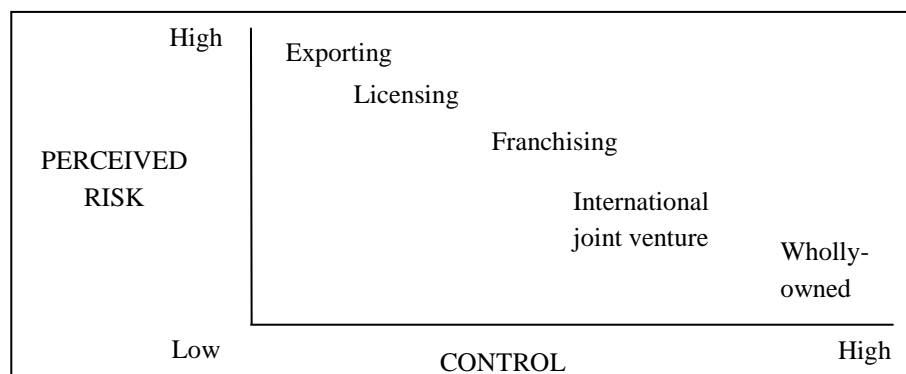 High
Exporting
Licensing
Franchising
PERCEIVED
RISK
International
joint venture
Wholly-
owned
Low
CONTROL
High